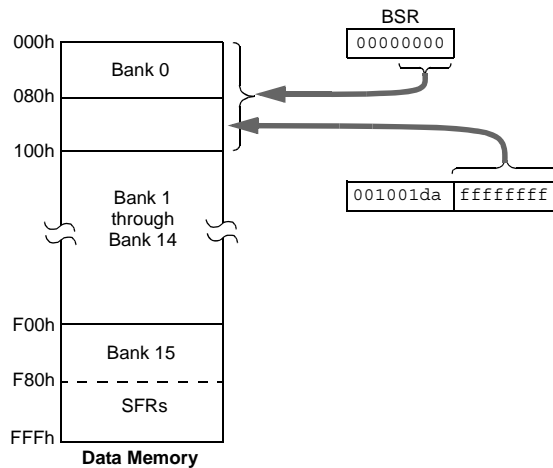 BSR
000h
00000000
Bank 0
080h
100h
001001da ffffffff
Bank 1
through
Bank 14
F00h
Bank 15
F80h
SFRs
FFFh
Data Memory